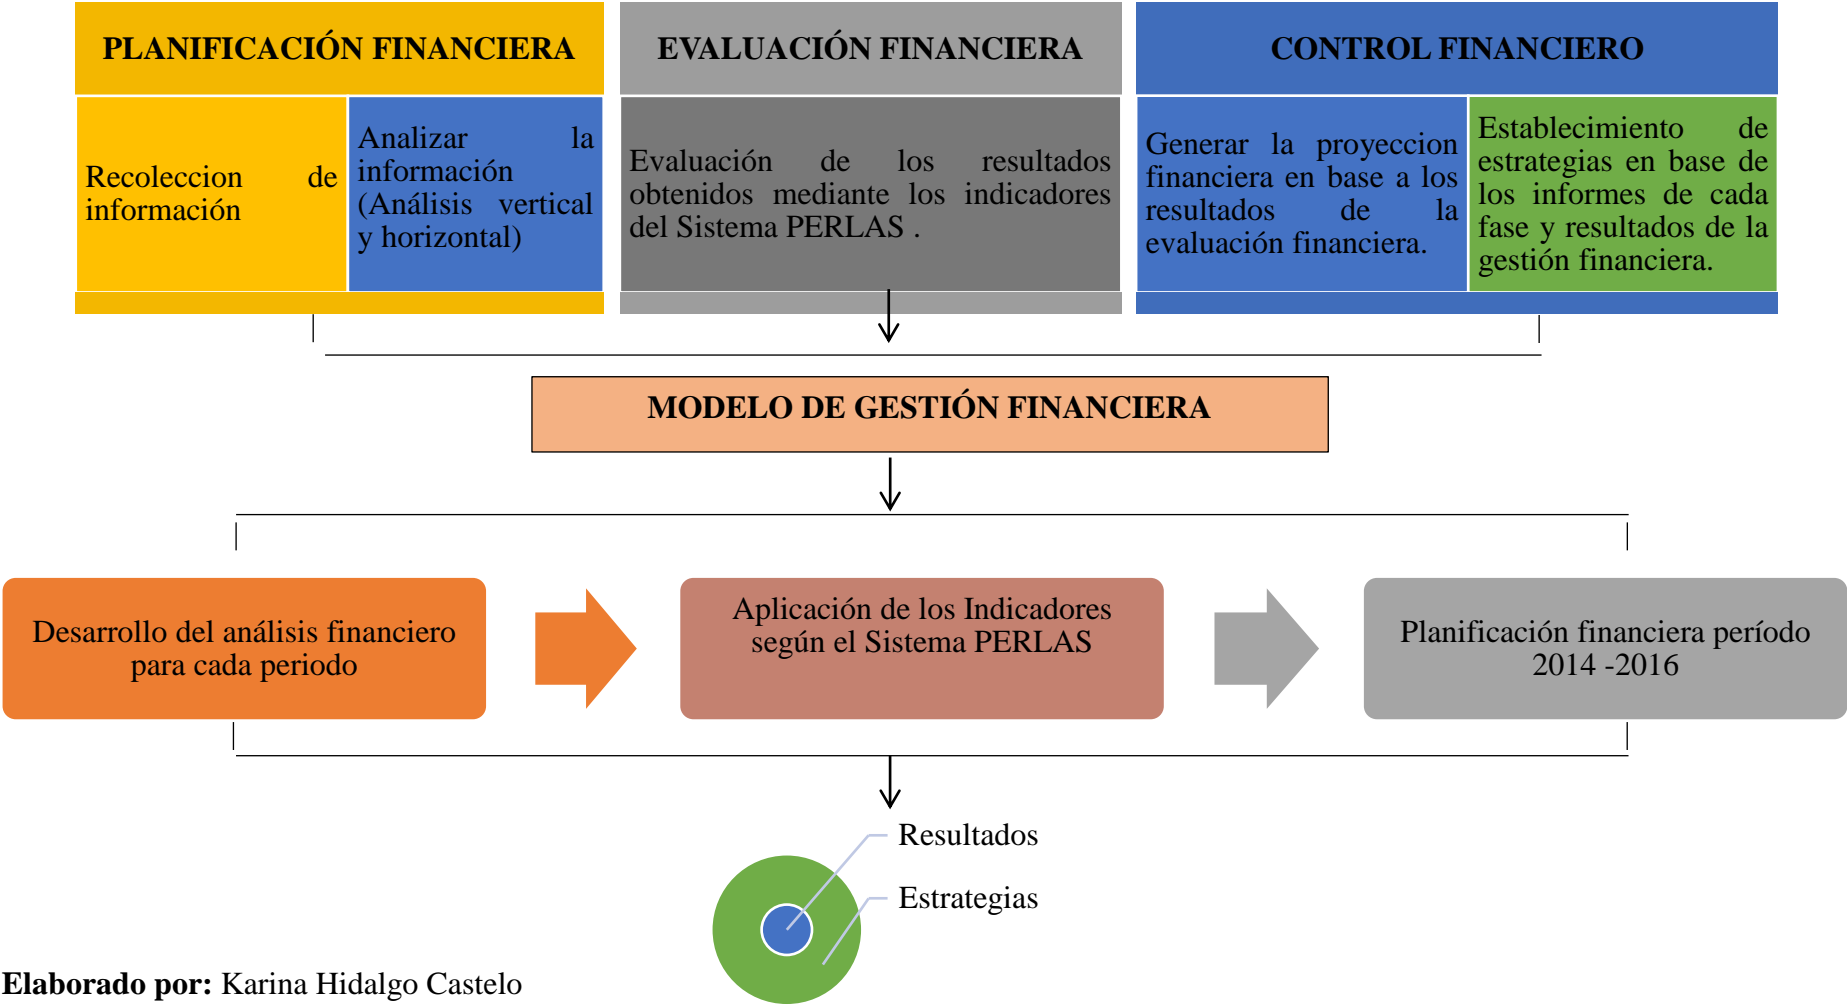 PLANIFICACIÓN FINANCIERA
Recoleccion de
información
Analizar la
información
(Análisis vertical
y horizontal)
EVALUACIÓN FINANCIERA
Evaluación de los resultados
obtenidos mediante los indicadores
del Sistema PERLAS .
CONTROL FINANCIERO
Generar la proyeccion
financiera en base a los
resultados de la
evaluación financiera.
Establecimiento de
estrategias en base de
los informes de cada
fase y resultados de la
gestión financiera.
MODELO DE GESTIÓN FINANCIERA
Desarrollo del análisis financiero
para cada periodo
Aplicación de los Indicadores
según el Sistema PERLAS
Planificación financiera período
2014 -2016
Resultados
Estrategias
Elaborado por: Karina Hidalgo Castelo